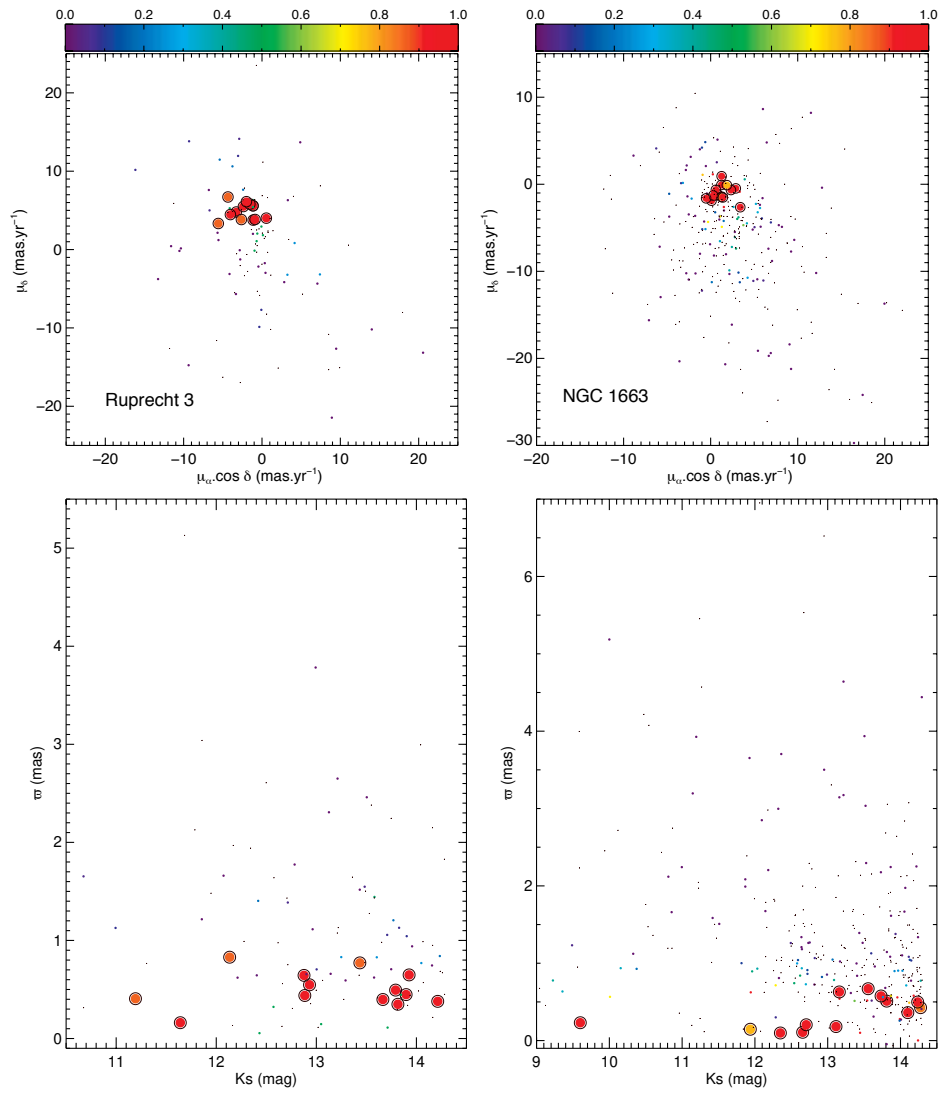 0.0 0.2 0.4 0.6 0.8 1.0
0.0 0.2 0.4 0.6 0.8 1.0
20
10
0
−10
−20
μδ (mas.yr−1)
Ruprecht 3
−20 −10 0 10 20
μα.cos δ (mas.yr−1)
10
0
−10
−20
−30
μδ (mas.yr−1)
NGC 1663
−20 −10 0 10 20
μα.cos δ (mas.yr−1)
5
4
3
2
1
0
ϖ (mas)
11 12 13 14
Ks (mag)
6
4
2
0
ϖ (mas)
9 10 11 12 13 14
Ks (mag)